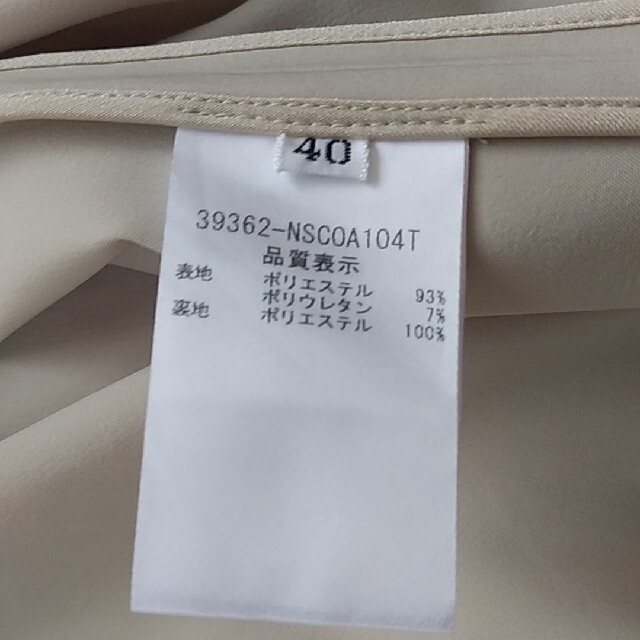 40
39362-NSCOA104T
品質表示
表地 ポリエステル 93%
ポリウレタン 7%
裏地 ポリエステル 100%